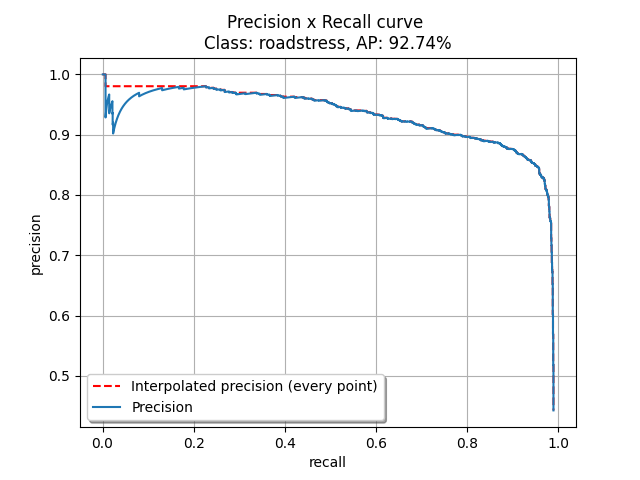 Precision x Recall curve
Class: roadstress, AP: 92.74%
1.0
0.9
0.8
0.7
0.6
0.5
precision
Interpolated precision (every point)
Precision
0.0 0.2 0.4 0.6 0.8 1.0
recall